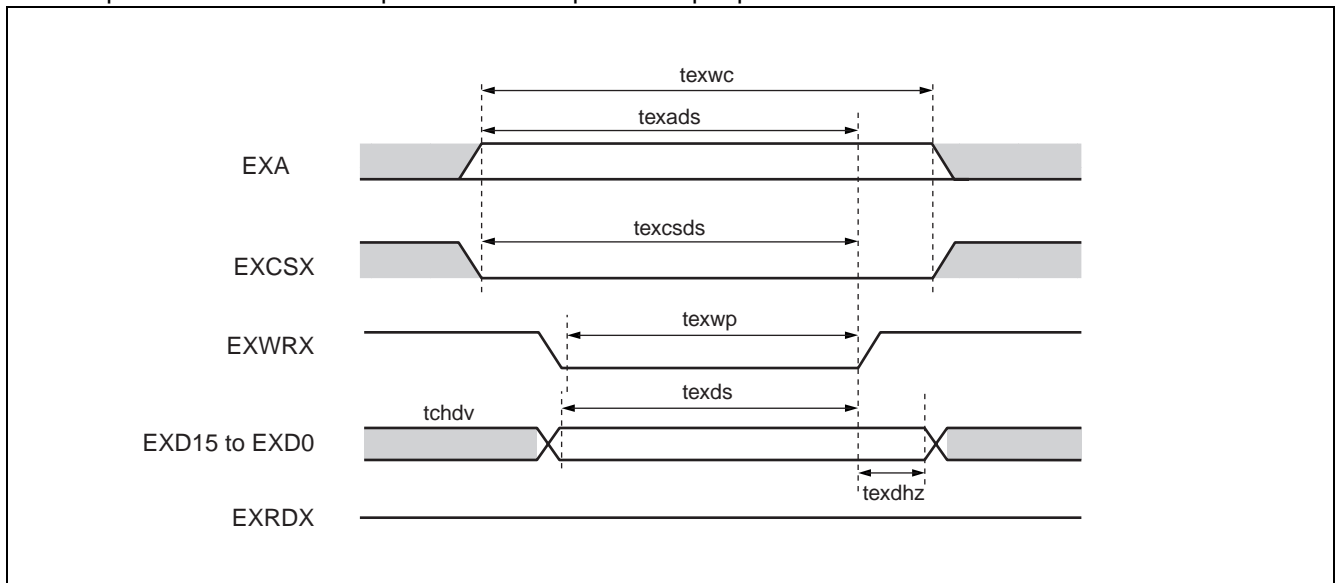 texwc
texads
EXA
texcsds
EXCSX
texwp
EXWRX
texds
tchdv
EXD15 to EXD0
texdhz
EXRDX